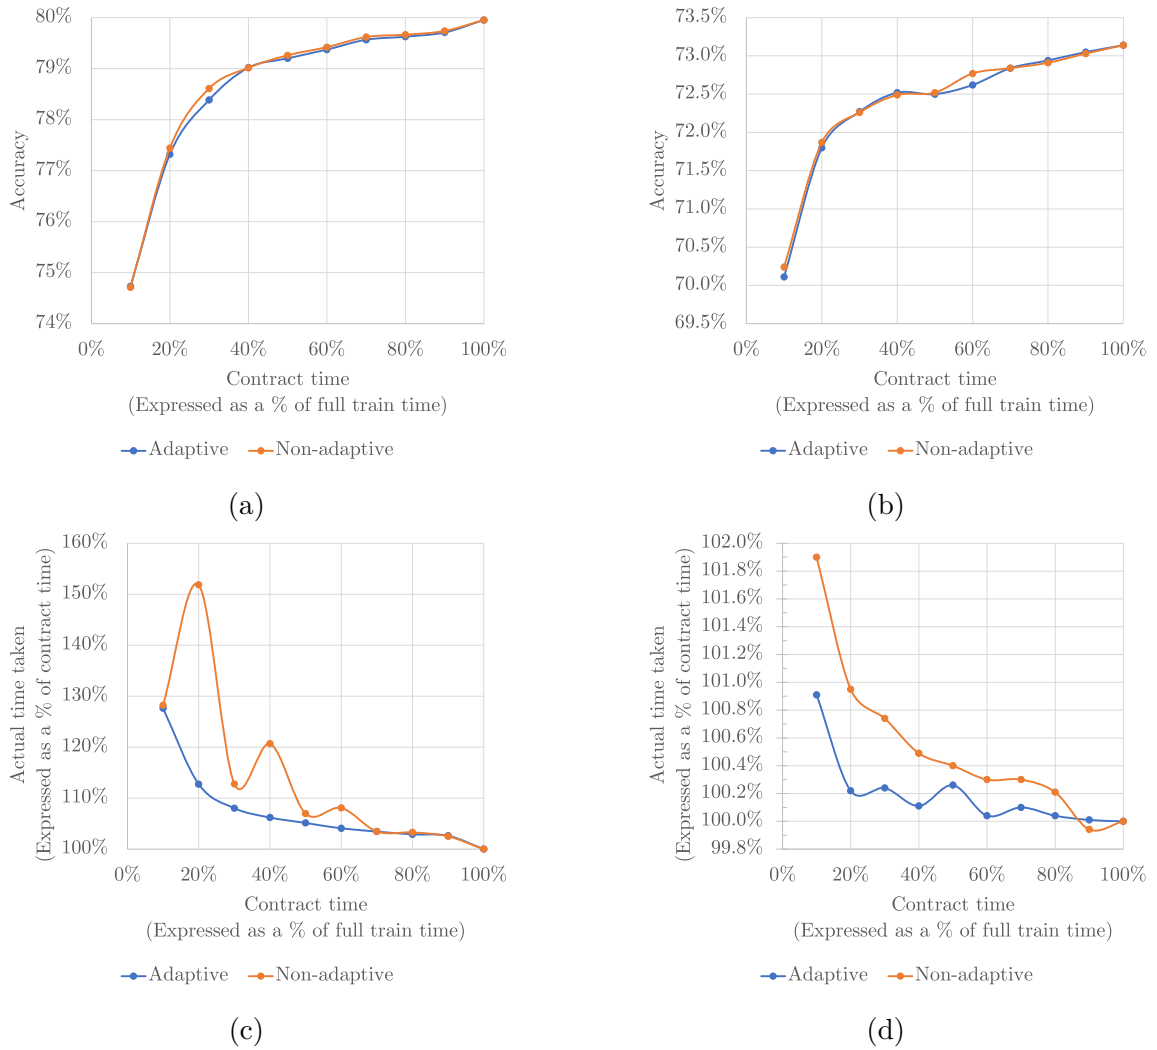 80%
79%
78%
77%
76%
75%
74%
Accuracy
0% 20% 40% 60% 80% 100%
Contract time
(Expressed as a % of full train time)
Adaptive Non-adaptive
(a)
73.5%
73.0%
72.5%
72.0%
71.5%
71.0%
70.5%
70.0%
69.5%
Accuracy
0% 20% 40% 60% 80% 100%
Contract time
(Expressed as a % of full train time)
Adaptive Non-adaptive
(b)
160%
150%
140%
130%
120%
110%
100%
Actual time taken
(Expressed as a % of contract time)
0% 20% 40% 60% 80% 100%
Contract time
(Expressed as a % of full train time)
Adaptive Non-adaptive
(c)
102.0%
101.8%
101.6%
101.4%
101.2%
101.0%
100.8%
100.6%
100.4%
100.2%
100.0%
99.8%
Actual time taken
(Expressed as a % of contract time)
0% 20% 40% 60% 80% 100%
Contract time
(Expressed as a % of full train time)
Adaptive Non-adaptive
(d)